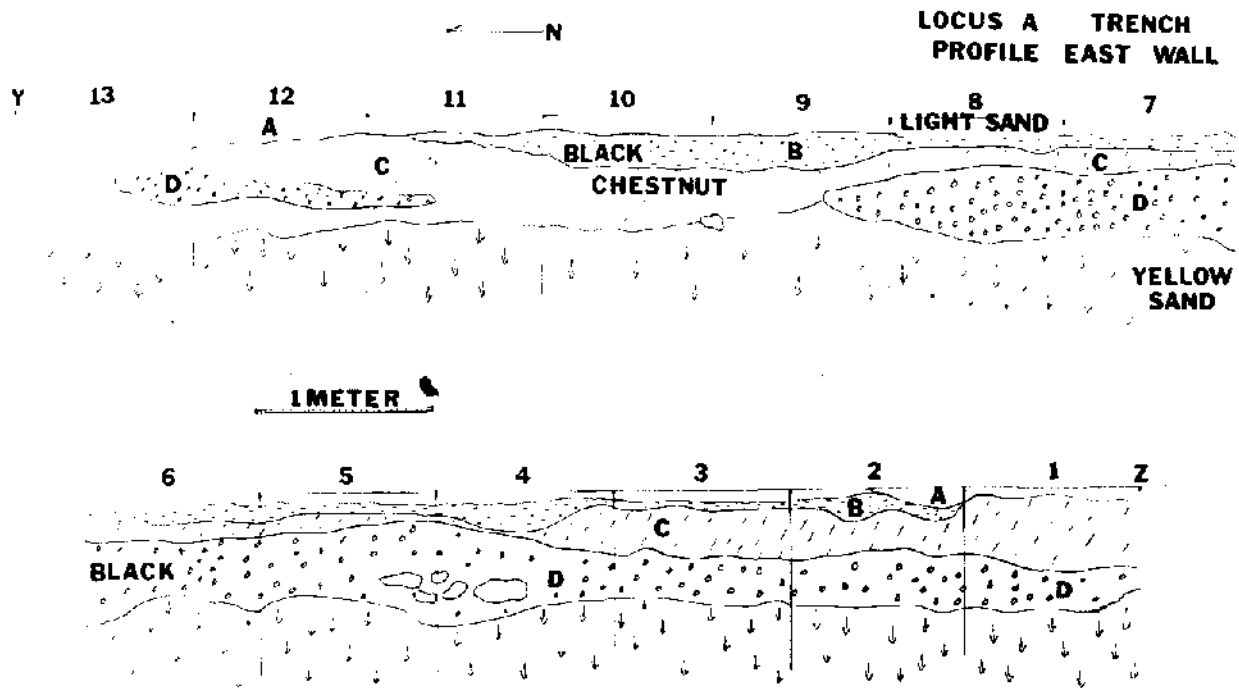 LOCUS A TRENCH
PROFILE EAST WALL
N
Y 13 12 11 10 9 8 7
A
LIGHT SAND
BLACK B
C
C
D
CHESTNUT
D
YELLOW
SAND
1 METER
6 5 4 3 2 1 Z
A
B
C
BLACK
D
D